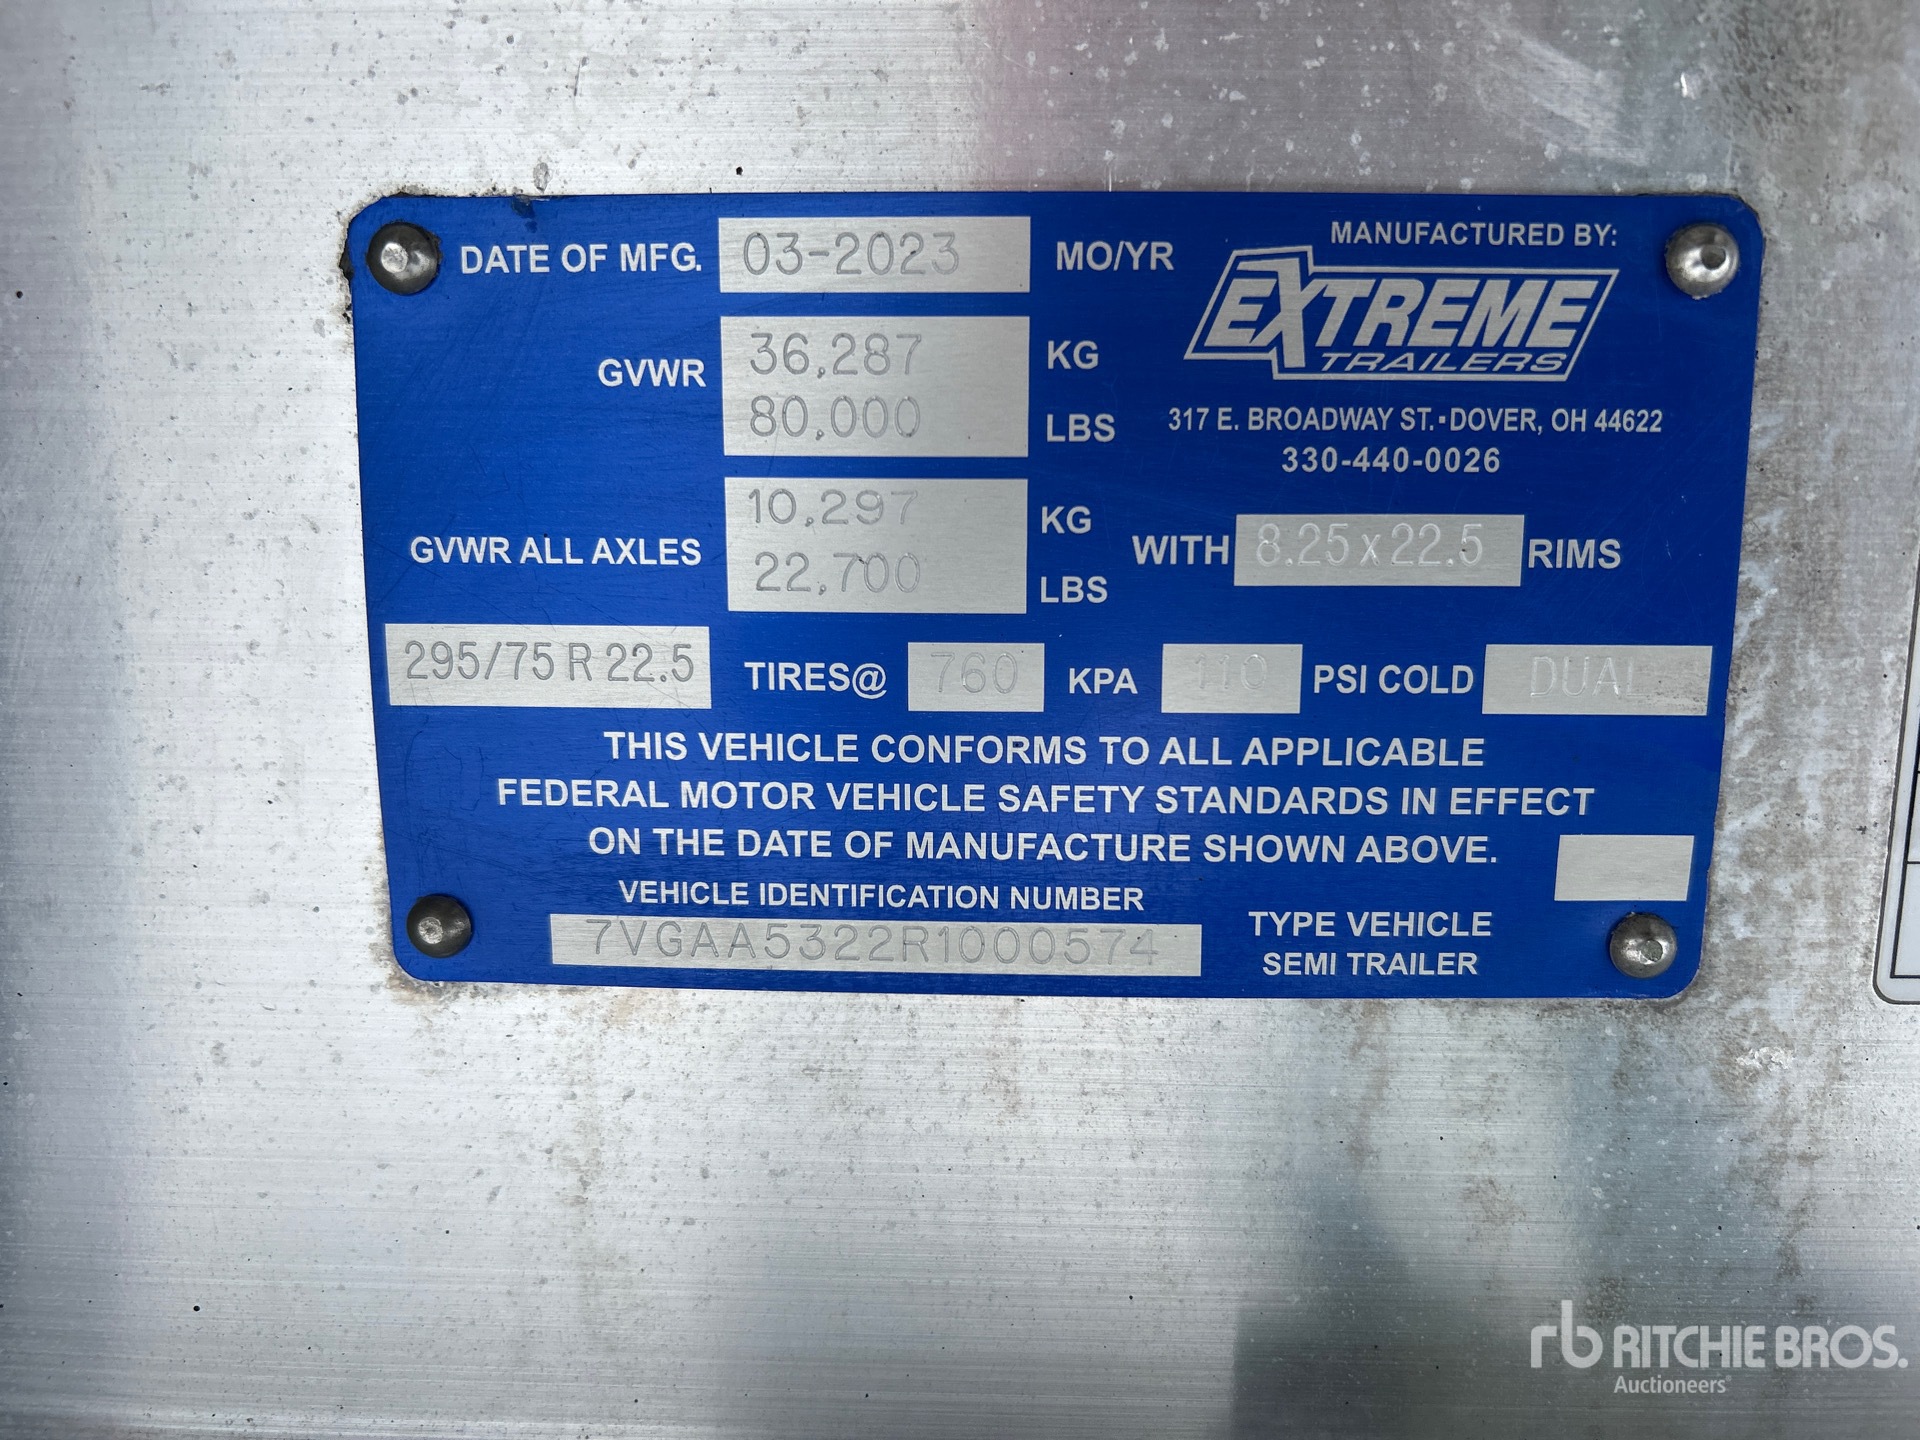 MANUFACTURED BY:
DATE OF MFG. 03-2023 MO/YR
EXTREME
TRAILERS
GVWR 36,287 KG
80,000 LBS
317 E. BROADWAY ST.▪DOVER, OH 44622
330-440-0026
GVWR ALL AXLES 10,297 KG
22,700 LBS
WITH 8.25x22.5 RIMS
295/75 R 22.5 TIRES@ 760 KPA 110 PSI COLD DUAL
THIS VEHICLE CONFORMS TO ALL APPLICABLE
FEDERAL MOTOR VEHICLE SAFETY STANDARDS IN EFFECT
ON THE DATE OF MANUFACTURE SHOWN ABOVE.
VEHICLE IDENTIFICATION NUMBER
7VGAA5322R1000574
TYPE VEHICLE
SEMI TRAILER
rb RITCHIE BROS.
Auctioneers